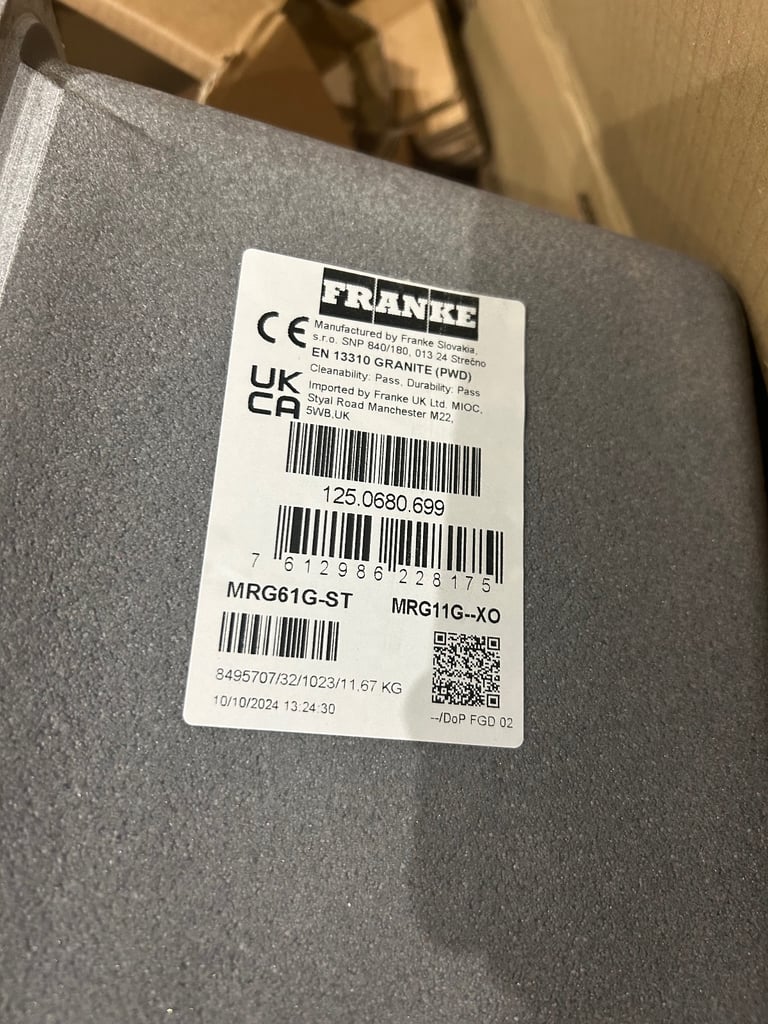 FRANKE
CE
Manufactured by Franke Slovakia,
s.r.o. SNP 840/180, 013 24 Strečno
EN 13310 GRANITE (PWD)
Cleanability: Pass, Durability: Pass
UK
CA
Imported by Franke UK Ltd. MIOC,
Styal Road Manchester M22,
5WB,UK
125.0680.699
7 612986 228175
MRG61G-ST MRG11G--XO
8495707/32/1023/11.67 KG
10/10/2024 13:24:30
--/DoP FGD 02